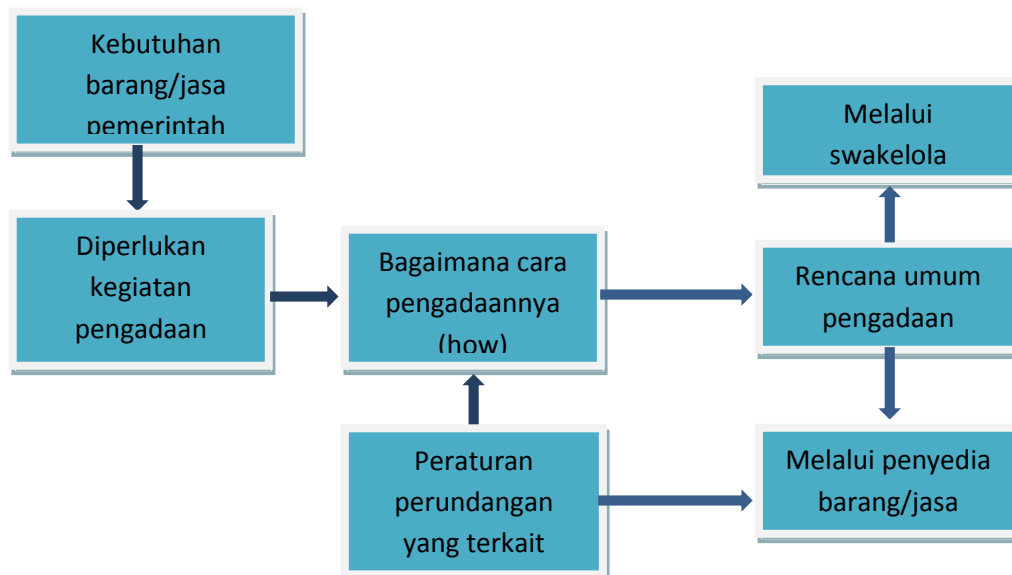 Kebutuhan
barang/jasa
pemerintah
Diperlukan
kegiatan
pengadaan
Bagaimana cara
pengadaannya
(how)
Peraturan
perundangan
yang terkait
Melalui
swakelola
Rencana umum
pengadaan
Melalui penyedia
barang/jasa